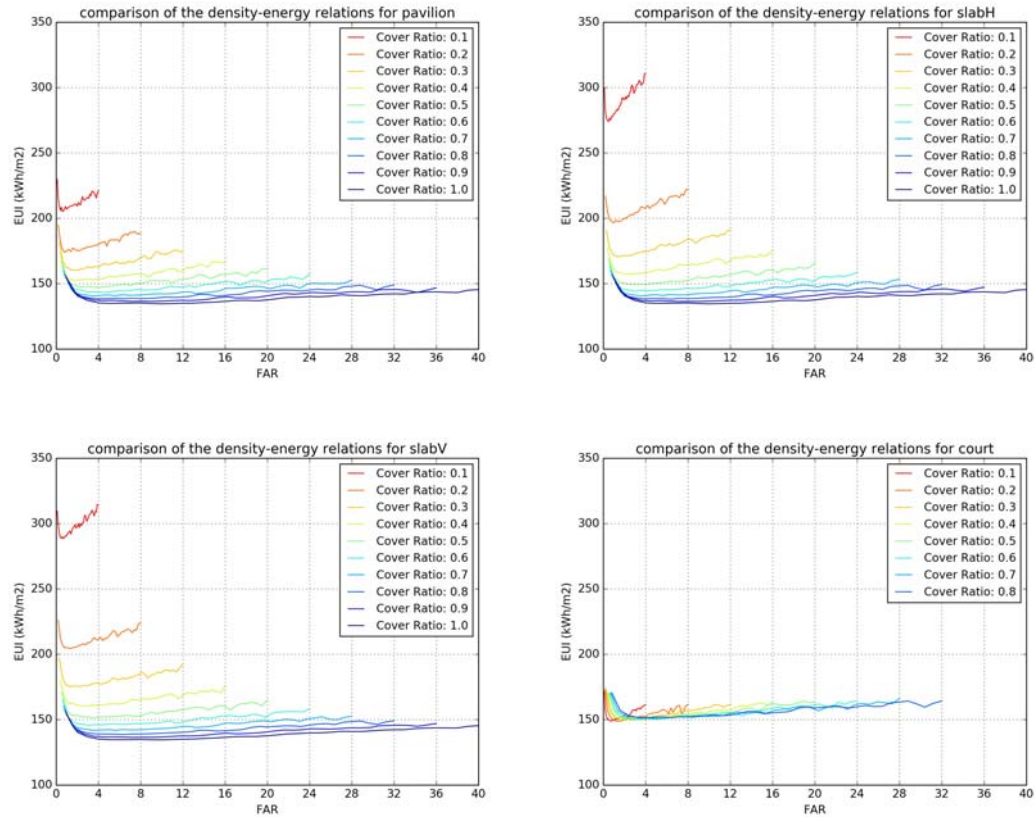 comparison of the density-energy relations for pavilion
350
300
250
200
150
100
EUI (kWh/m2)
0 4 8 12 16 20 24 28 32 36 40
FAR
Cover Ratio: 0.1
Cover Ratio: 0.2
Cover Ratio: 0.3
Cover Ratio: 0.4
Cover Ratio: 0.5
Cover Ratio: 0.6
Cover Ratio: 0.7
Cover Ratio: 0.8
Cover Ratio: 0.9
Cover Ratio: 1.0
comparison of the density-energy relations for slabH
350
300
250
200
150
100
EUI (kWh/m2)
0 4 8 12 16 20 24 28 32 36 40
FAR
Cover Ratio: 0.1
Cover Ratio: 0.2
Cover Ratio: 0.3
Cover Ratio: 0.4
Cover Ratio: 0.5
Cover Ratio: 0.6
Cover Ratio: 0.7
Cover Ratio: 0.8
Cover Ratio: 0.9
Cover Ratio: 1.0
comparison of the density-energy relations for slabV
350
300
250
200
150
100
EUI (kWh/m2)
0 4 8 12 16 20 24 28 32 36 40
FAR
Cover Ratio: 0.1
Cover Ratio: 0.2
Cover Ratio: 0.3
Cover Ratio: 0.4
Cover Ratio: 0.5
Cover Ratio: 0.6
Cover Ratio: 0.7
Cover Ratio: 0.8
Cover Ratio: 0.9
Cover Ratio: 1.0
comparison of the density-energy relations for court
350
300
250
200
150
100
EUI (kWh/m2)
0 4 8 12 16 20 24 28 32 36 40
FAR
Cover Ratio: 0.1
Cover Ratio: 0.2
Cover Ratio: 0.3
Cover Ratio: 0.4
Cover Ratio: 0.5
Cover Ratio: 0.6
Cover Ratio: 0.7
Cover Ratio: 0.8